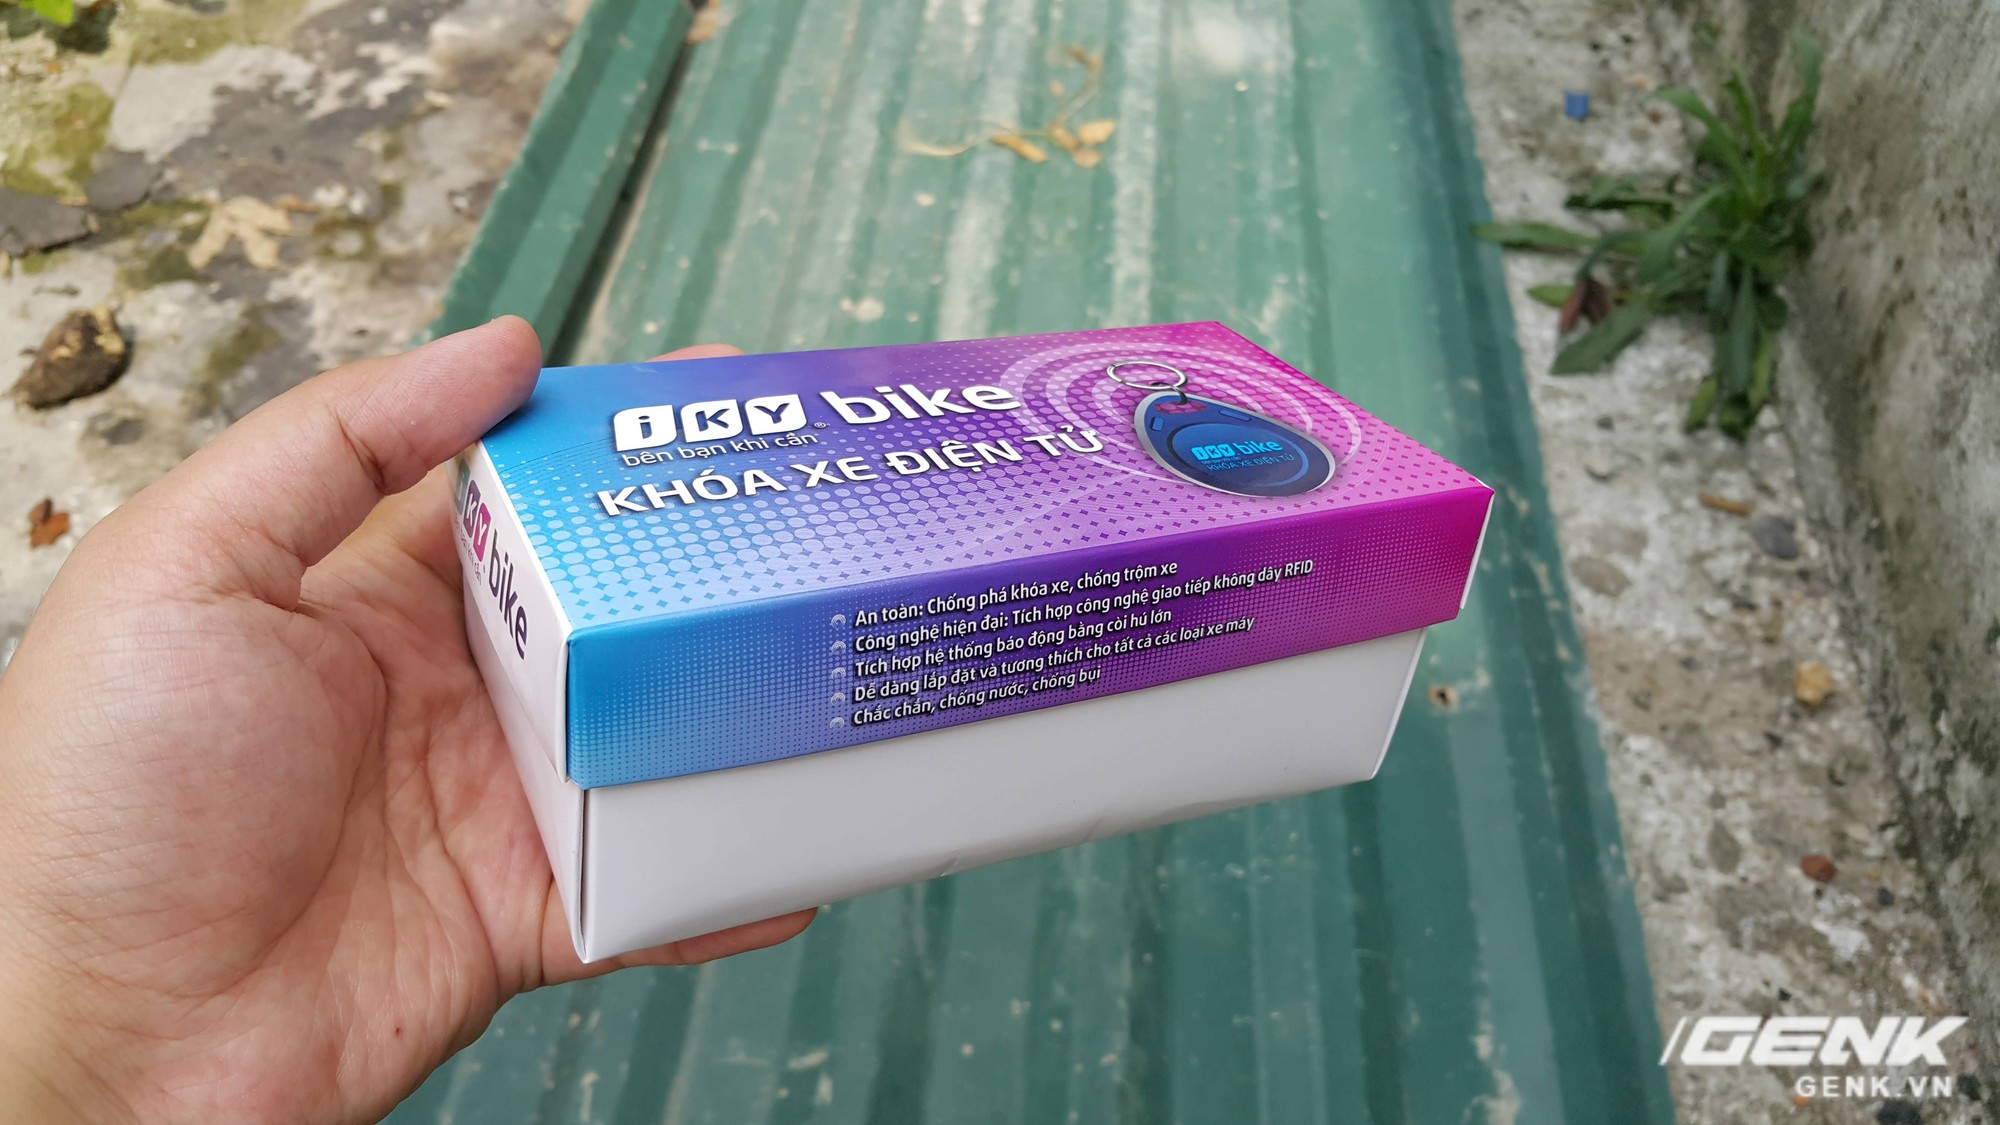 iKY® bike
bên bạn khi cần
KHÓA XE ĐIỆN TỬ
iKY bike
KHÓA XE ĐIỆN TỬ
KY bike
An toàn: Chống phá khóa xe, chống trộm xe
Công nghệ hiện đại: Tích hợp công nghệ giao tiếp không dây RFID
Tích hợp hệ thống báo động bằng còi hú lớn
Dễ dàng lắp đặt và tương thích cho tất cả các loại xe máy
Chắc chắn, chống nước, chống bụi
GENK
GENK.VN